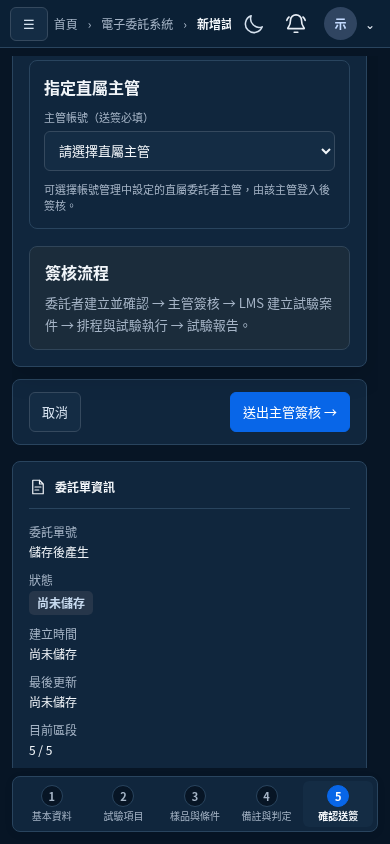 ☰ 首頁 › 電子委託系統 › 新增試 示
指定直屬主管
主管帳號（送簽必填）
請選擇直屬主管
可選擇帳號管理中設定的直屬委託者主管，由該主管登入後
簽核。
簽核流程
委託者建立並確認 → 主管簽核 → LMS 建立試驗案
件 → 排程與試驗執行 → 試驗報告。
取消
送出主管簽核 →
委託單資訊
委託單號
儲存後產生
狀態
尚未儲存
建立時間
尚未儲存
最後更新
尚未儲存
目前區段
5 / 5
1 2 3 4 5
基本資料 試驗項目 樣品與條件 備註與判定 確認送簽